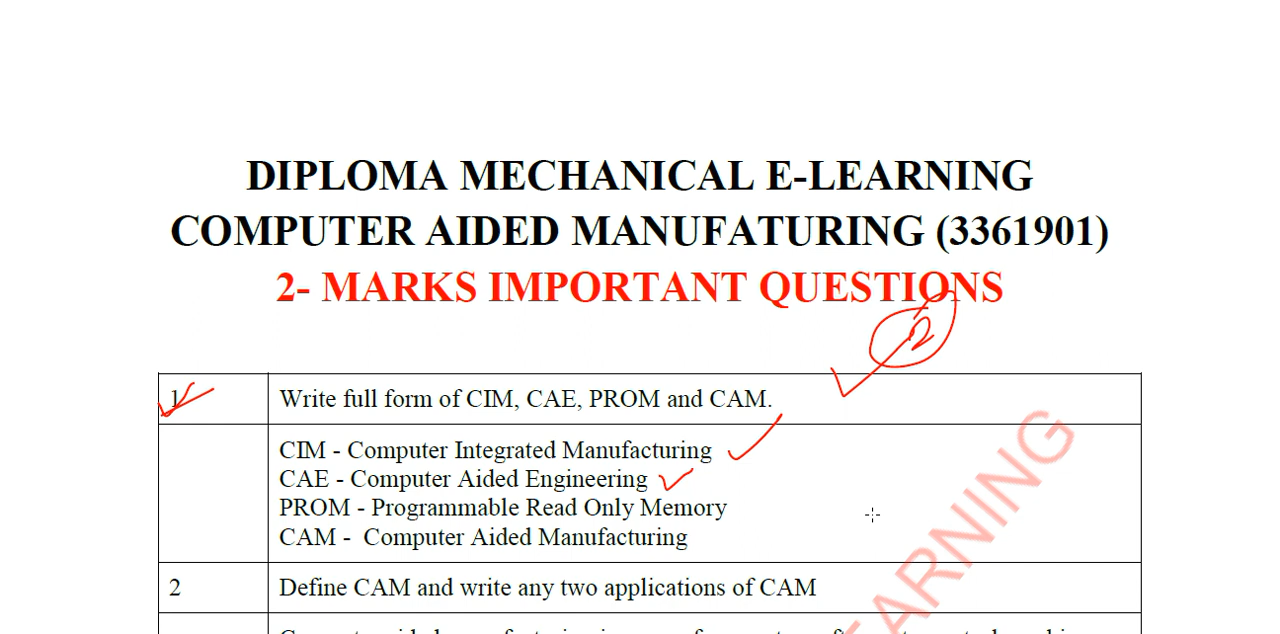 DIPLOMA MECHANICAL E-LEARNING
COMPUTER AIDED MANUFATURING (3361901)
2- MARKS IMPORTANT QUESTIONS
2
1 Write full form of CIM, CAE, PROM and CAM.
CIM - Computer Integrated Manufacturing
CAE - Computer Aided Engineering
PROM - Programmable Read Only Memory
CAM - Computer Aided Manufacturing
2 Define CAM and write any two applications of CAM
EARNING